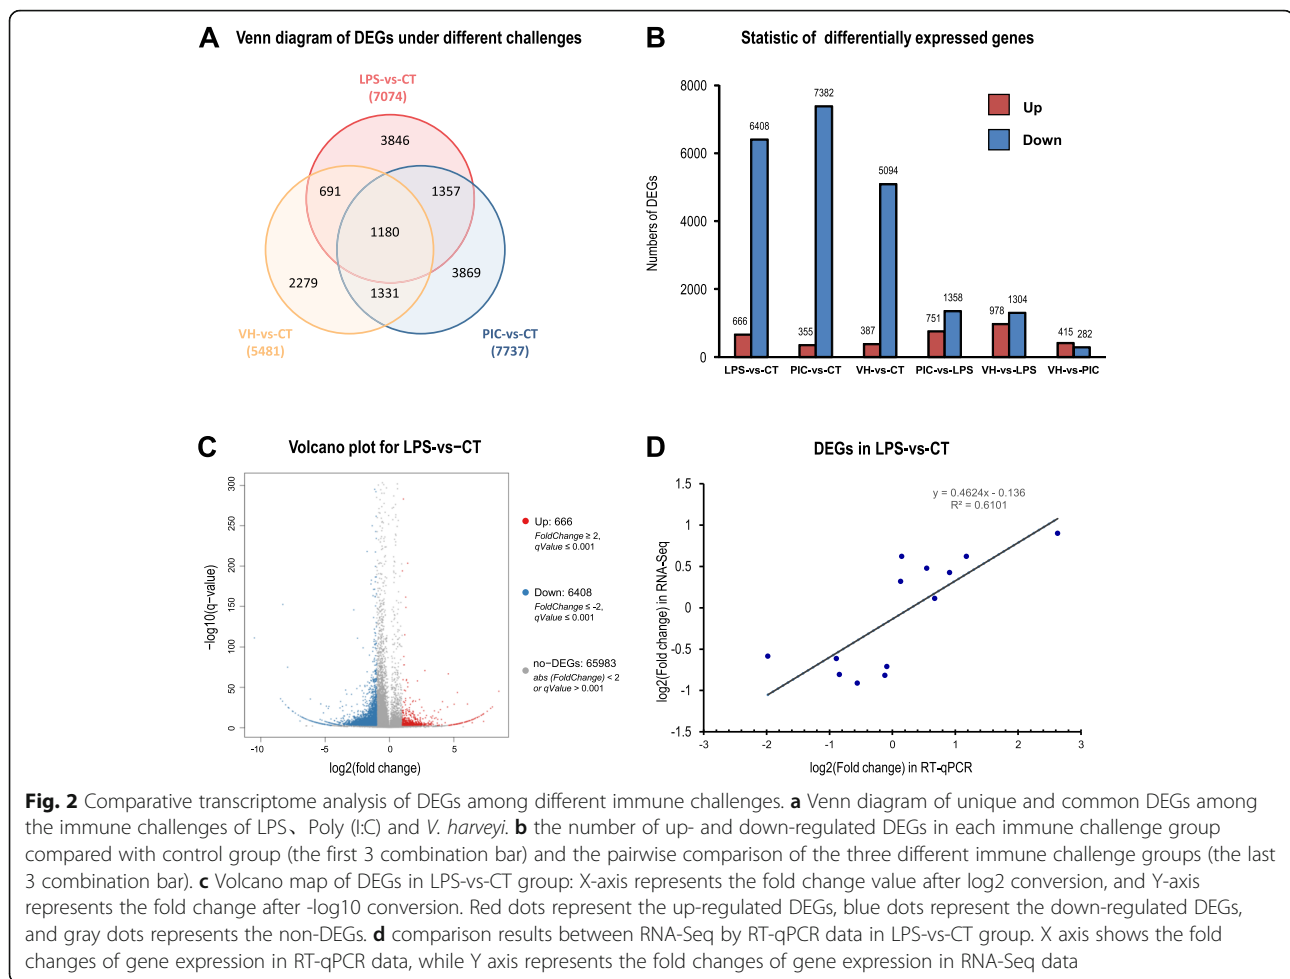 A Venn diagram of DEGs under different challenges
LPS-vs-CT
(7074)
3846
691
1357
1180
2279
3869
1331
VH-vs-CT
(5481)
PIC-vs-CT
(7737)
B Statistic of differentially expressed genes
Numbers of DEGs
8000
6000
4000
2000
0
Up
Down
666
6408
355
7382
387
5094
751
1358
978
1304
415
282
LPS-vs-CT PIC-vs-CT VH-vs-CT PIC-vs-LPS VH-vs-LPS VH-vs-PIC
C Volcano plot for LPS-vs−CT
−log10(q−value)
300
250
200
150
100
50
0
-10 -5 0 5
log2(fold change)
Up: 666
FoldChange ≥ 2,
qValue ≤ 0.001
Down: 6408
FoldChange ≤ -2,
qValue ≤ 0.001
no−DEGs: 65983
abs (FoldChange) < 2
or qValue > 0.001
D DEGs in LPS-vs-CT
log2(Fold change) in RNA-Seq
1.5
1
0.5
0
-0.5
-1
-1.5
y = 0.4624x - 0.136
R² = 0.6101
-3 -2 -1 0 1 2 3
log2(Fold change) in RT-qPCR
Fig. 2 Comparative transcriptome analysis of DEGs among different immune challenges. a Venn diagram of unique and common DEGs among
the immune challenges of LPS、Poly (I:C) and V. harveyi. b the number of up- and down-regulated DEGs in each immune challenge group
compared with control group (the first 3 combination bar) and the pairwise comparison of the three different immune challenge groups (the last
3 combination bar). c Volcano map of DEGs in LPS-vs-CT group: X-axis represents the fold change value after log2 conversion, and Y-axis
represents the fold change after -log10 conversion. Red dots represent the up-regulated DEGs, blue dots represent the down-regulated DEGs,
and gray dots represents the non-DEGs. d comparison results between RNA-Seq by RT-qPCR data in LPS-vs-CT group. X axis shows the fold
changes of gene expression in RT-qPCR data, while Y axis represents the fold changes of gene expression in RNA-Seq data